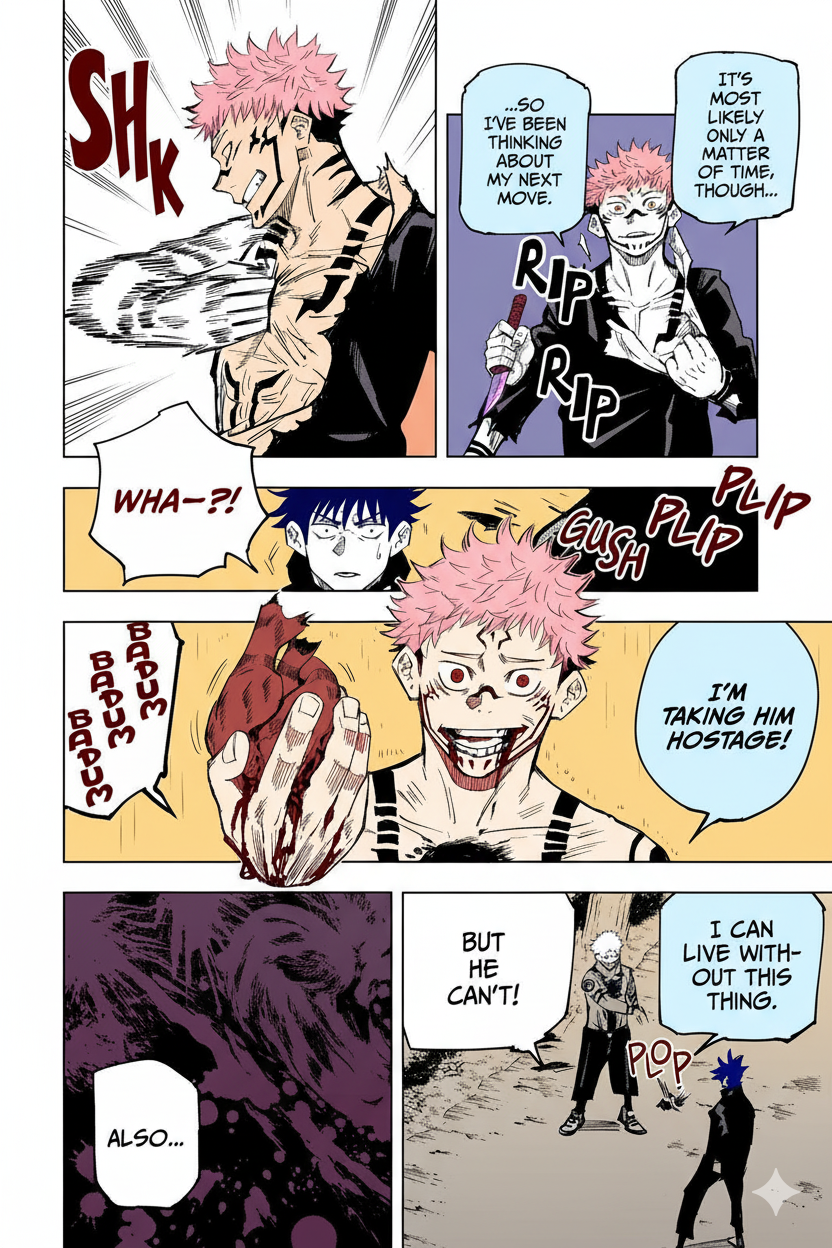 IT'S
MOST
LIKELY
ONLY A
MATTER
OF TIME,
THOUGH...
...SO
I'VE BEEN
THINKING
ABOUT
MY NEXT
MOVE.
RIP
RIP
SHK
PLIP
PLIP
GUSH
WHA—?!
I'M
TAKING HIM
HOSTAGE!
BADUM
BADUM
BADUM
I CAN
LIVE WITH-
OUT THIS
THING.
BUT
HE
CAN'T!
PLOP
ALSO...